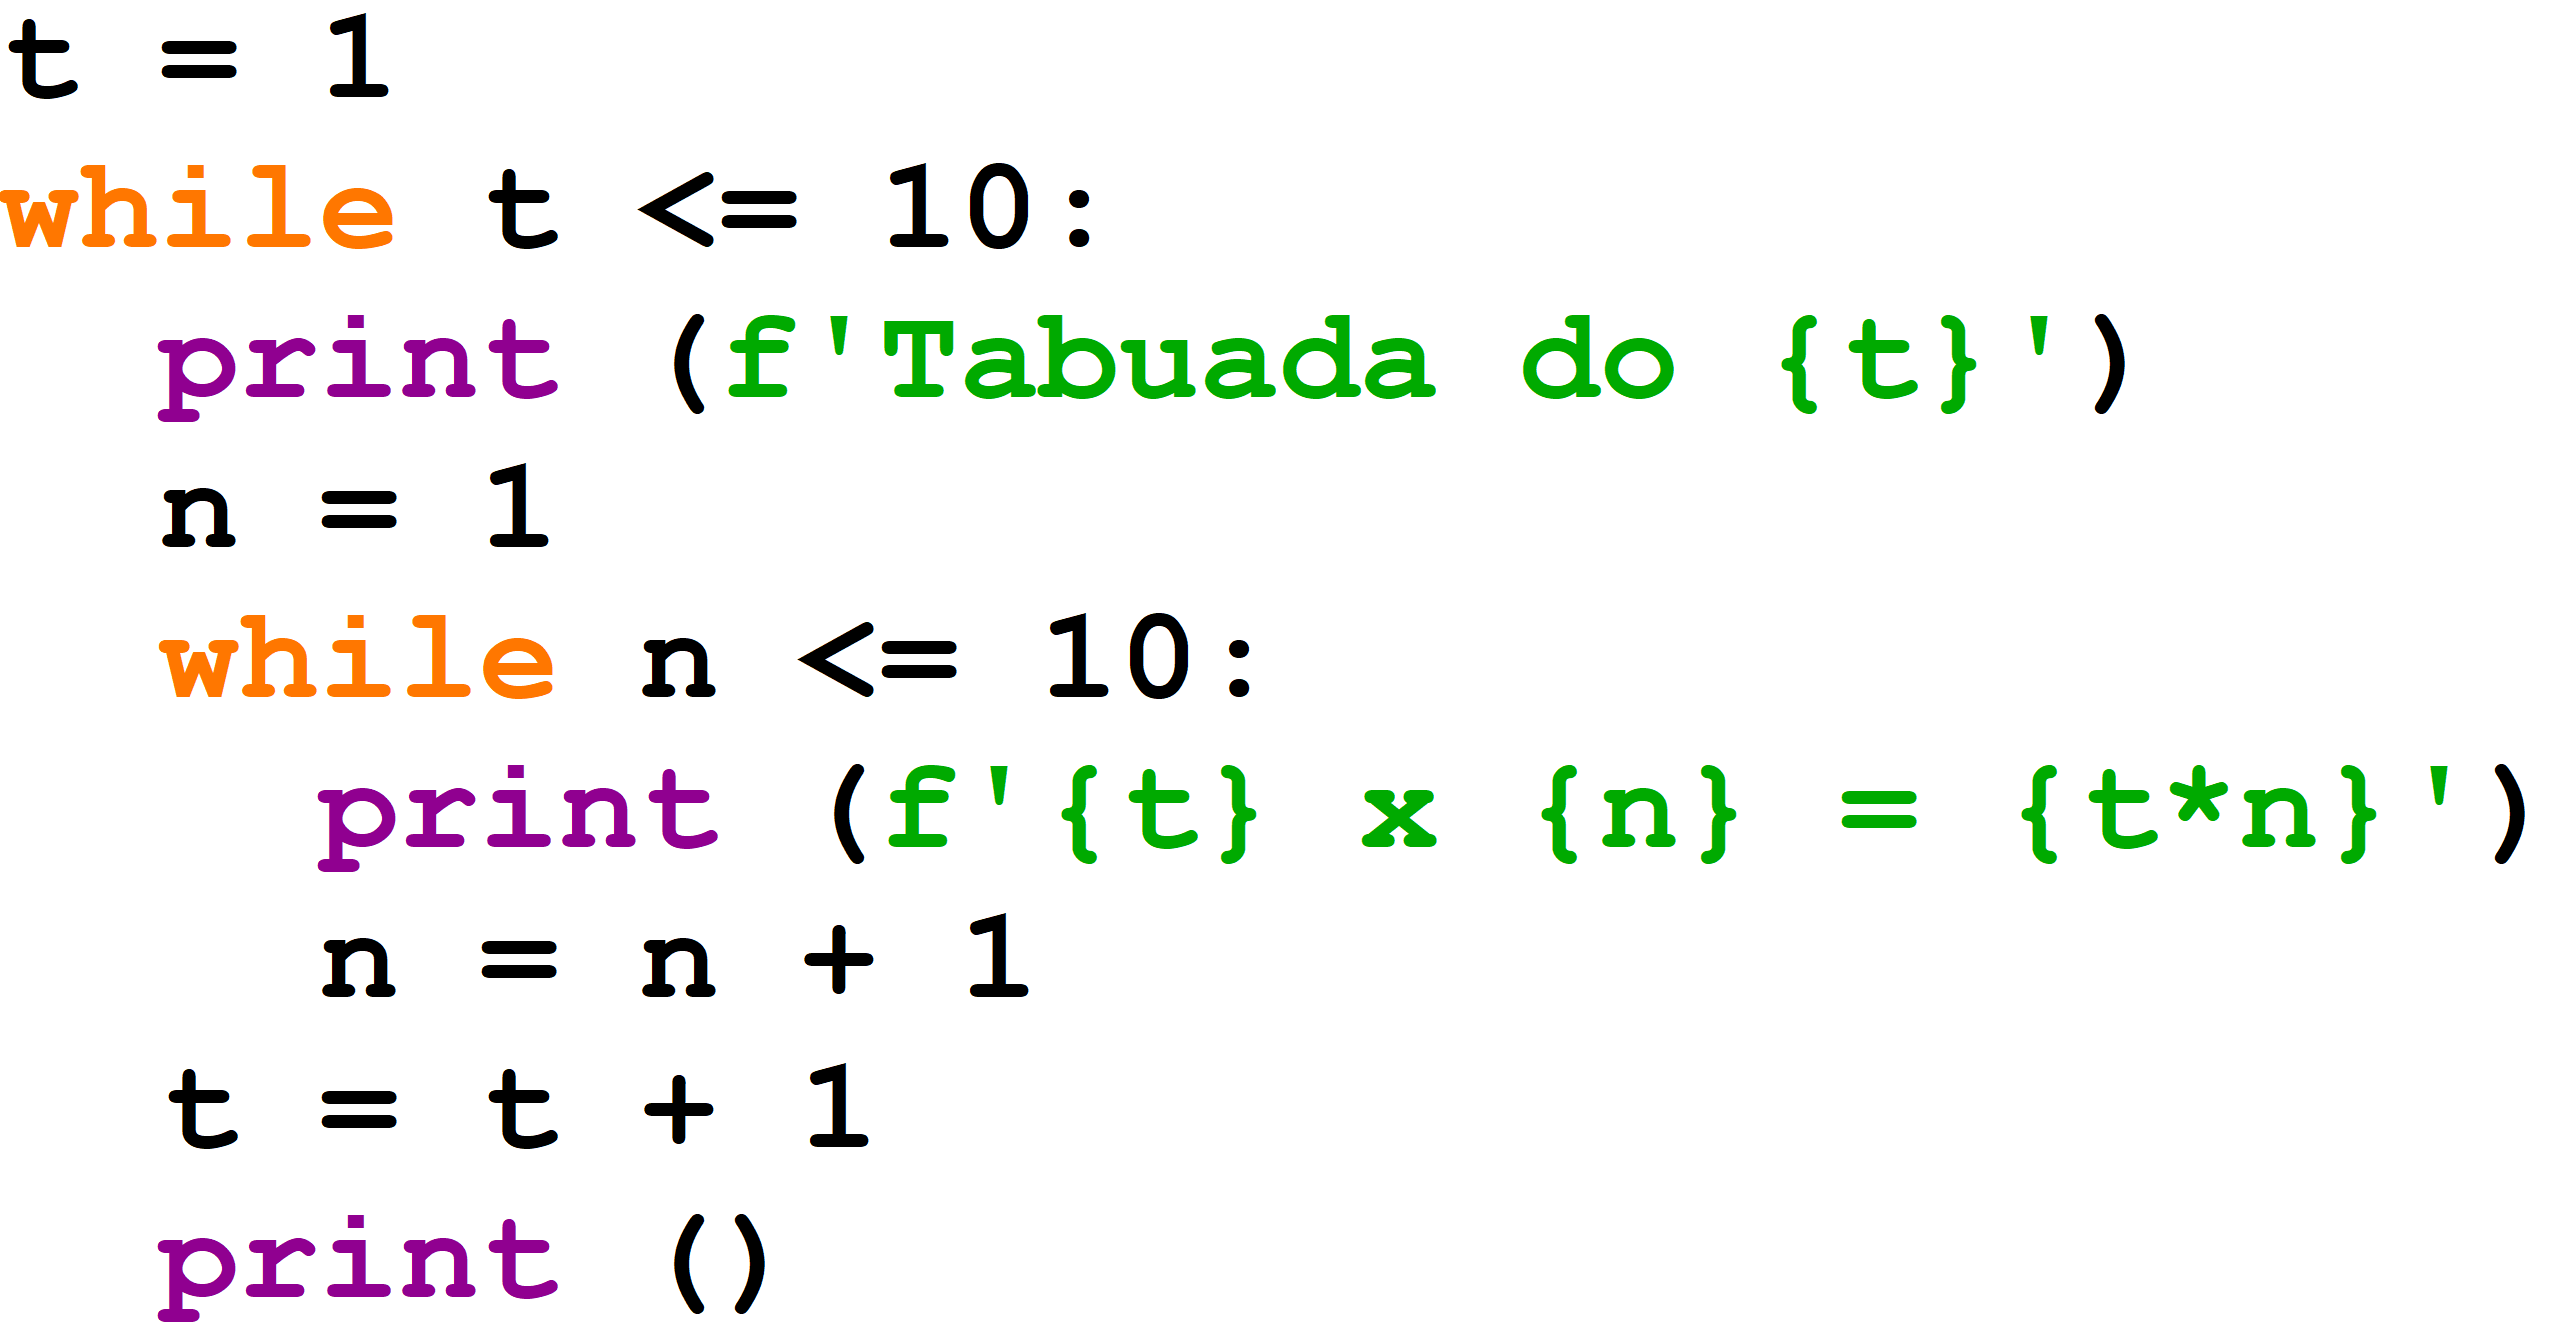 t = 1
while t <= 10:
  print (f'Tabuada do {t}')
  n = 1
  while n <= 10:
    print (f'{t} x {n} = {t*n}')
    n = n + 1
  t = t + 1
  print ()